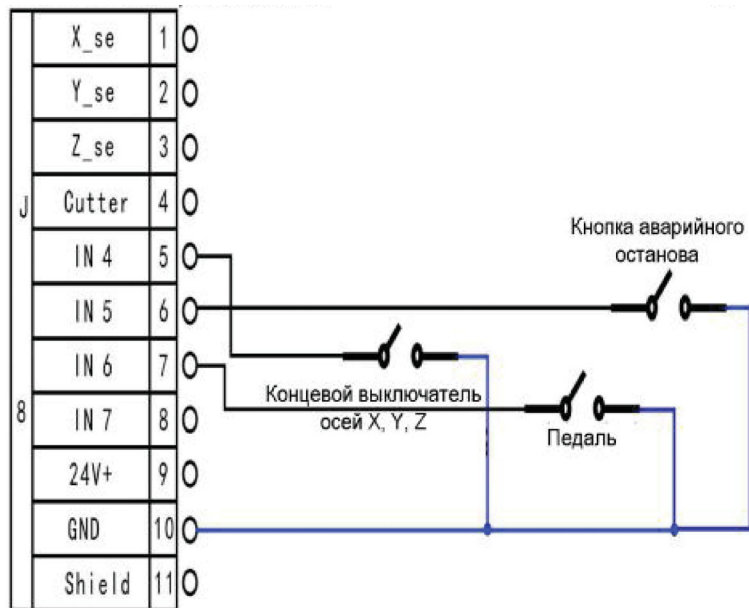 X_se 1
Y_se 2
Z_se 3
J
Cutter 4
IN 4 5
IN 5 6
IN 6 7
8
IN 7 8
24V+ 9
GND 10
Shield 11
Кнопка аварийного
останова
Концевой выключатель
осей X, Y, Z
Педаль